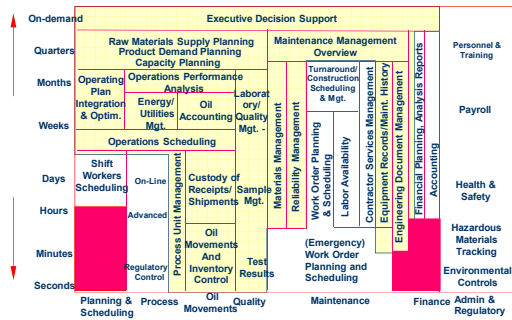 On-demand
Executive Decision Support
Quarters
Raw Materials Supply Planning
Product Demand Planning
Capacity Planning
Maintenance Management
Overview
Personnel &
Training
Months
Operating
Plan
Integration
& Optim.
Operations Performance
Analysis
Energy/
Utilities
Mgt.
Oil
Accounting
Laborat
ory/
Quality
Mgt. -
Turnaround/
Construction
Scheduling
& Mgt.
Payroll
Weeks
Operations Scheduling
Materials Management
Reliability Management
Work Order Planning
& Scheduling
Labor Availability
Contractor Services Management
Equipment Records/Maint. History
Engineering Document Management
Financial Planning, Analysis Reports
Accounting
Days
Shift
Workers
Scheduling
On-Line
Process Unit Management
Custody of
Receipts/
Shipments
Sample
Mgt.
Health &
Safety
Hours
Advanced
Hazardous
Materials
Tracking
Minutes
Regulatory
Control
Oil
Movements
And
Inventory
Control
Test
Results
(Emergency)
Work Order
Planning and
Scheduling
Environmental
Controls
Seconds
Planning &
Scheduling
Process
Oil
Movements
Quality
Maintenance
Finance
Admin &
Regulatory